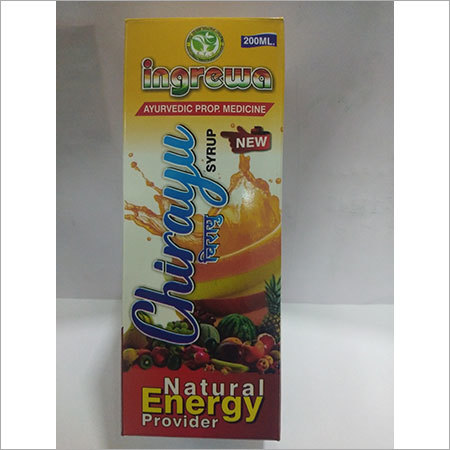 200ML.
ingrewa
AYURVEDIC PROP. MEDICINE
NEW
Chirayu
SYRUP
चिरायु
Natural
Energy
Provider